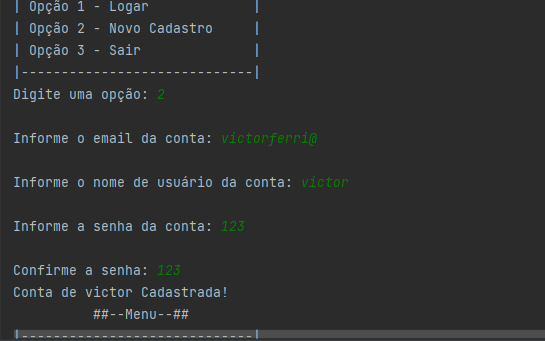 | Opção 1 - Logar |
| Opção 2 - Novo Cadastro |
| Opção 3 - Sair |
|-----------------------------|
Digite uma opção: 2
Informe o email da conta: victorferri@
Informe o nome de usuário da conta: victor
Informe a senha da conta: 123
Confirme a senha: 123
Conta de victor Cadastrada!
##--Menu--##
|-----------------------------|